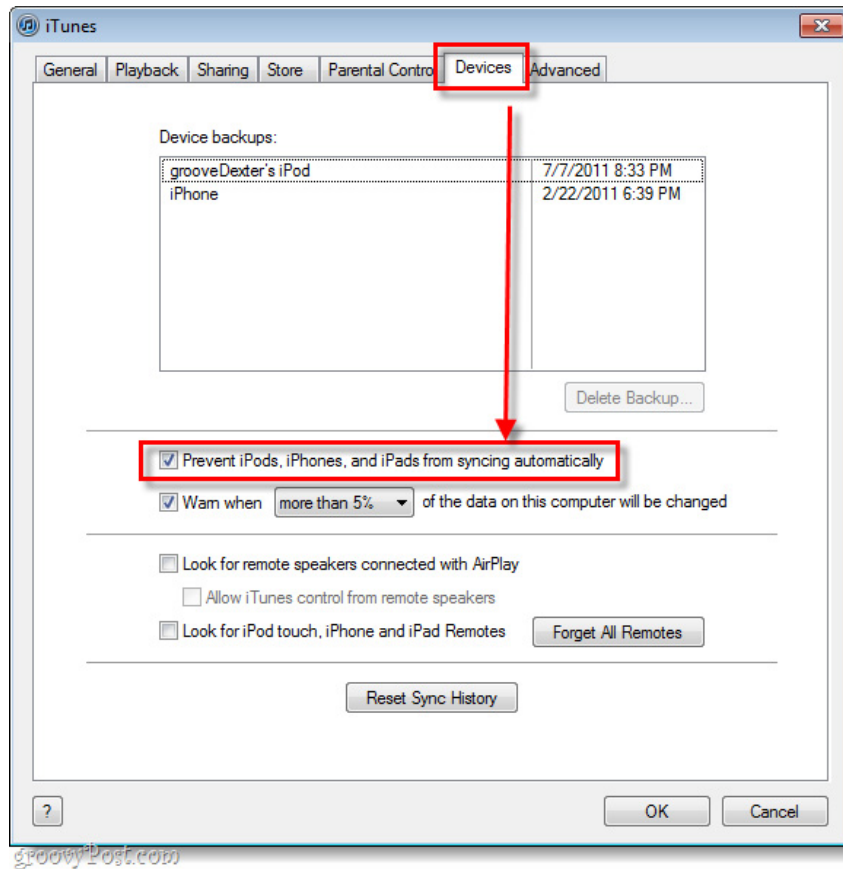 iTunes
General Playback Sharing Store Parental Contro Devices Advanced
Device backups:
grooveDexter's iPod 7/7/2011 8:33 PM
iPhone 2/22/2011 6:39 PM
Delete Backup...
Prevent iPods, iPhones, and iPads from syncing automatically
Warn when more than 5% of the data on this computer will be changed
Look for remote speakers connected with AirPlay
Allow iTunes control from remote speakers
Look for iPod touch, iPhone and iPad Remotes Forget All Remotes
Reset Sync History
? OK Cancel
groovyPost.com